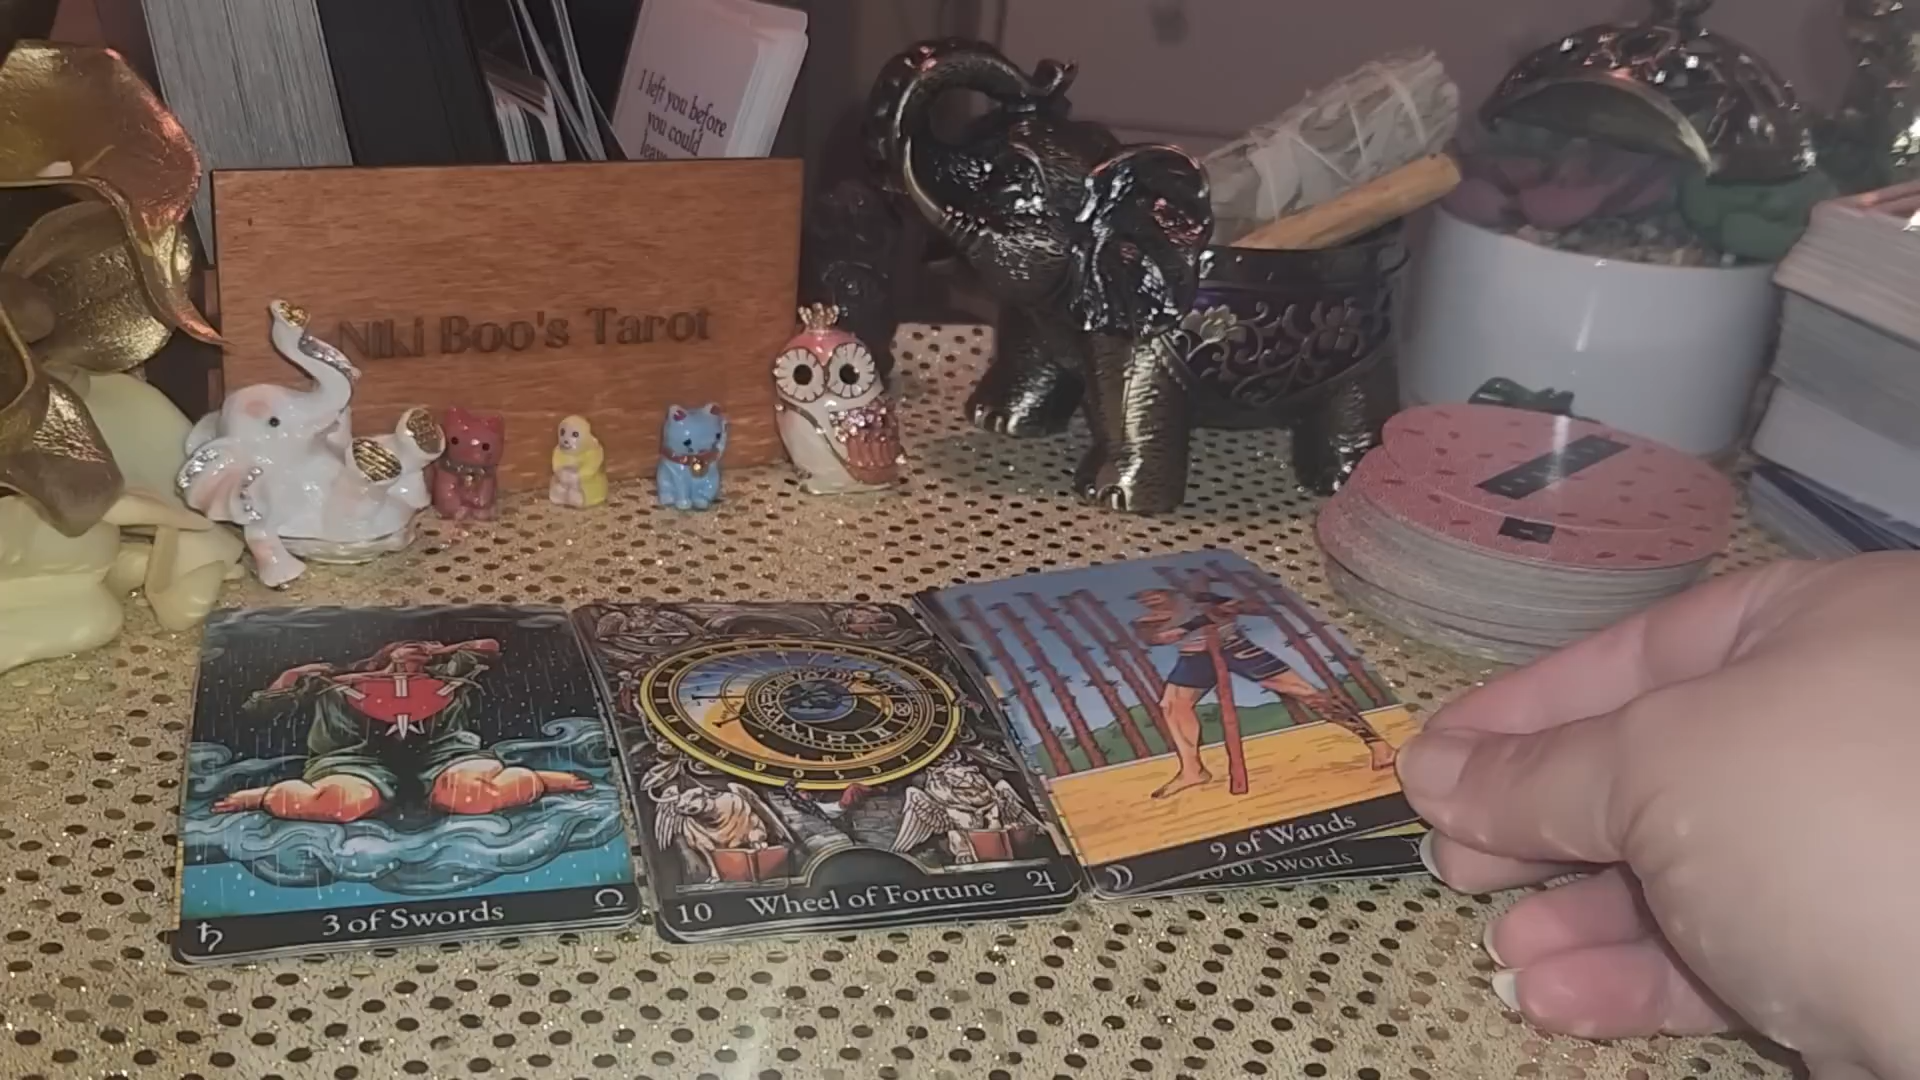 I left you before
you could
Niki Boo's Tarot
3 of Swords
10 Wheel of Fortune
9 of Wands
10 of Swords